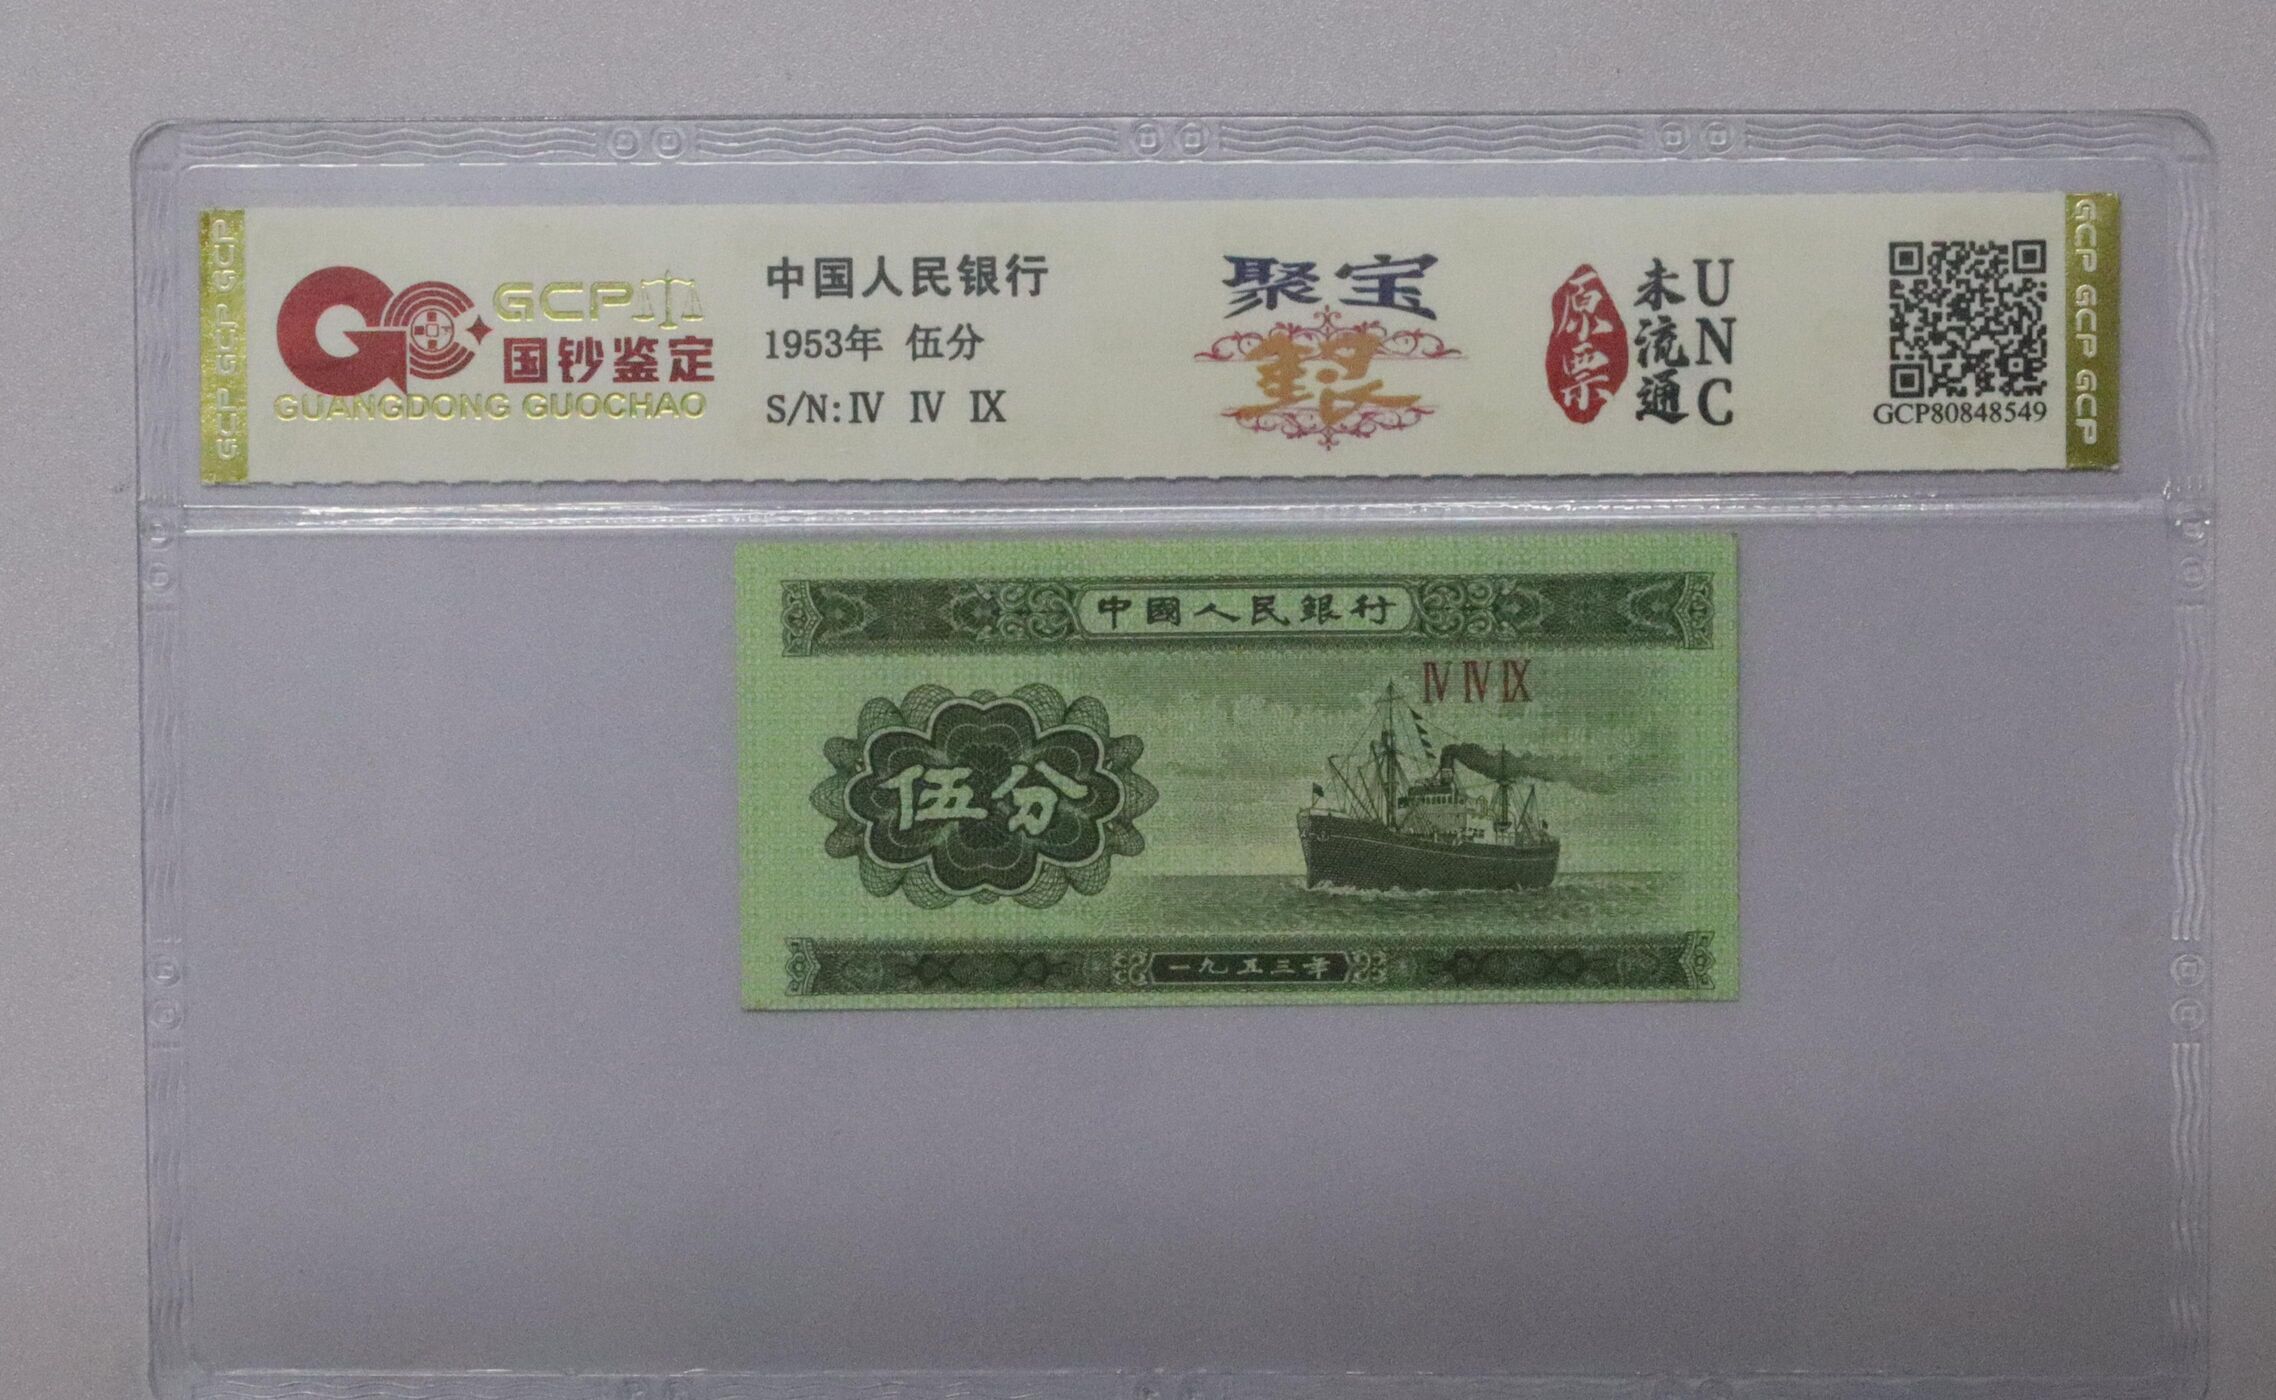 GCP GCP GCP
GCP
国钞鉴定
GUANGDONG GUOCHAO
中国人民银行
1953年 伍分
S/N:Ⅳ Ⅳ Ⅸ
聚宝
銀
原票
未流通
UNC
GCP80848549
GCP GCP GCP
中國人民銀行
Ⅳ Ⅳ Ⅸ
伍分
一九五三年